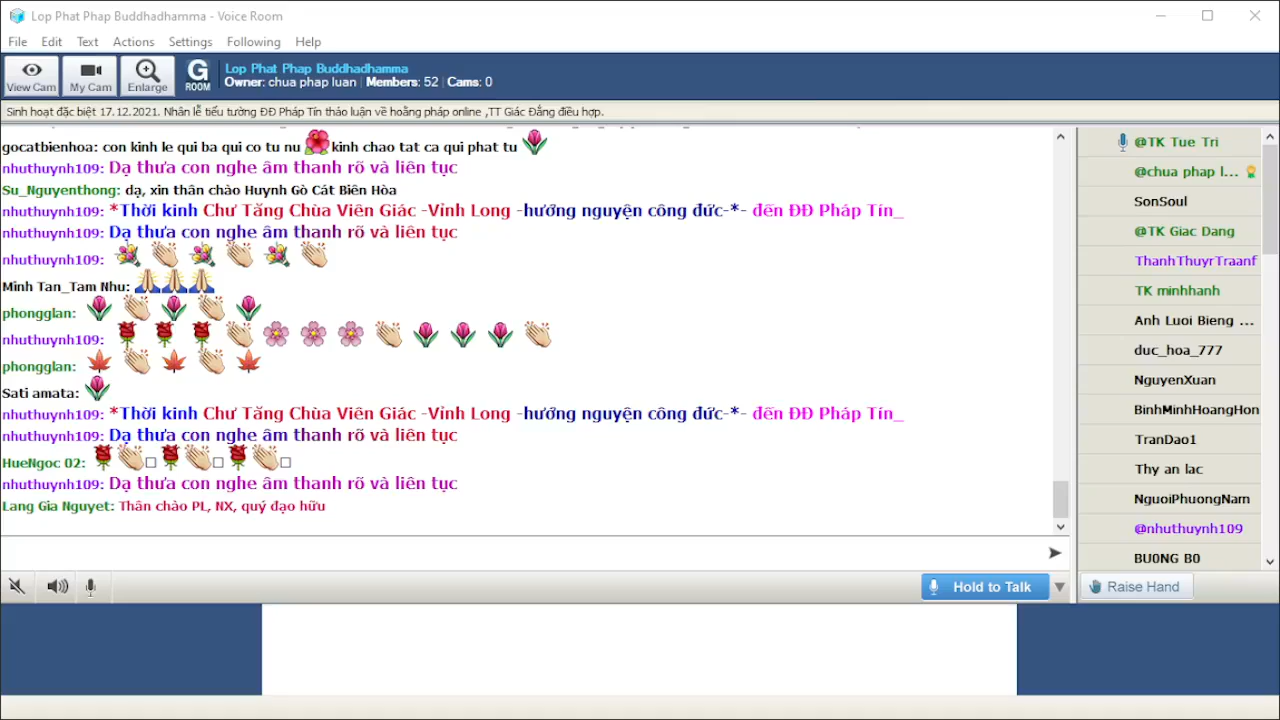 Lop Phat Phap Buddhadhamma - Voice Room
File Edit Text Actions Settings Following Help
View Cam My Cam Enlarge G ROOM
Lop Phat Phap Buddhadhamma
Owner: chua phap luan | Members: 52 | Cams: 0
Sinh hoạt đặc biệt 17.12.2021. Nhân lễ tiểu tường ĐĐ Pháp Tín thảo luận về hoằng pháp online ,TT Giác Đẳng điều hợp.
gocatbienhoa: con kinh le qui ba qui co tu nu kinh chao tat ca qui phat tu
nhuthuynh109: Dạ thưa con nghe âm thanh rõ và liên tục
Su_Nguyenthong: dạ, xin thân chào Huynh Gò Cát Biên Hòa
nhuthuynh109: *Thời kinh Chư Tăng Chùa Viên Giác -Vỉnh Long -hướng nguyện công đức-*- đến ĐĐ Pháp Tín_
nhuthuynh109: Dạ thưa con nghe âm thanh rõ và liên tục
nhuthuynh109:
Minh Tan_Tam Nhu:
phongglan:
nhuthuynh109:
phongglan:
Sati amata:
nhuthuynh109: *Thời kinh Chư Tăng Chùa Viên Giác -Vỉnh Long -hướng nguyện công đức-*- đến ĐĐ Pháp Tín_
nhuthuynh109: Dạ thưa con nghe âm thanh rõ và liên tục
HueNgoc 02:
nhuthuynh109: Dạ thưa con nghe âm thanh rõ và liên tục
Lang Gia Nguyet: Thân chào PL, NX, quý đạo hữu
@TK Tue Tri
@chua phap l...
SonSoul
@TK Giac Dang
ThanhThuyrTraanf
TK minhhanh
Anh Luoi Bieng ...
duc_hoa_777
NguyenXuan
BinhMinhHoangHon
TranDao1
Thy an lac
NguoiPhuongNam
@nhuthuynh109
BU0NG B0
Hold to Talk
Raise Hand